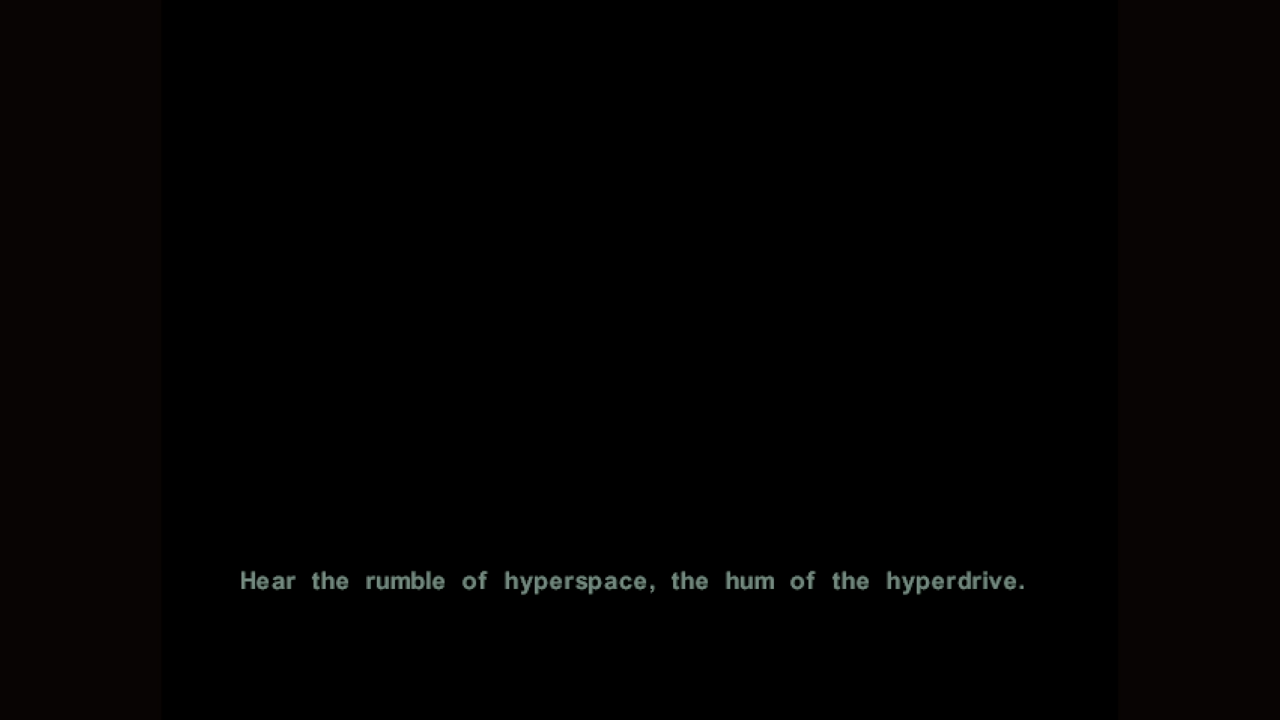 Hear the rumble of hyperspace, the hum of the hyperdrive.